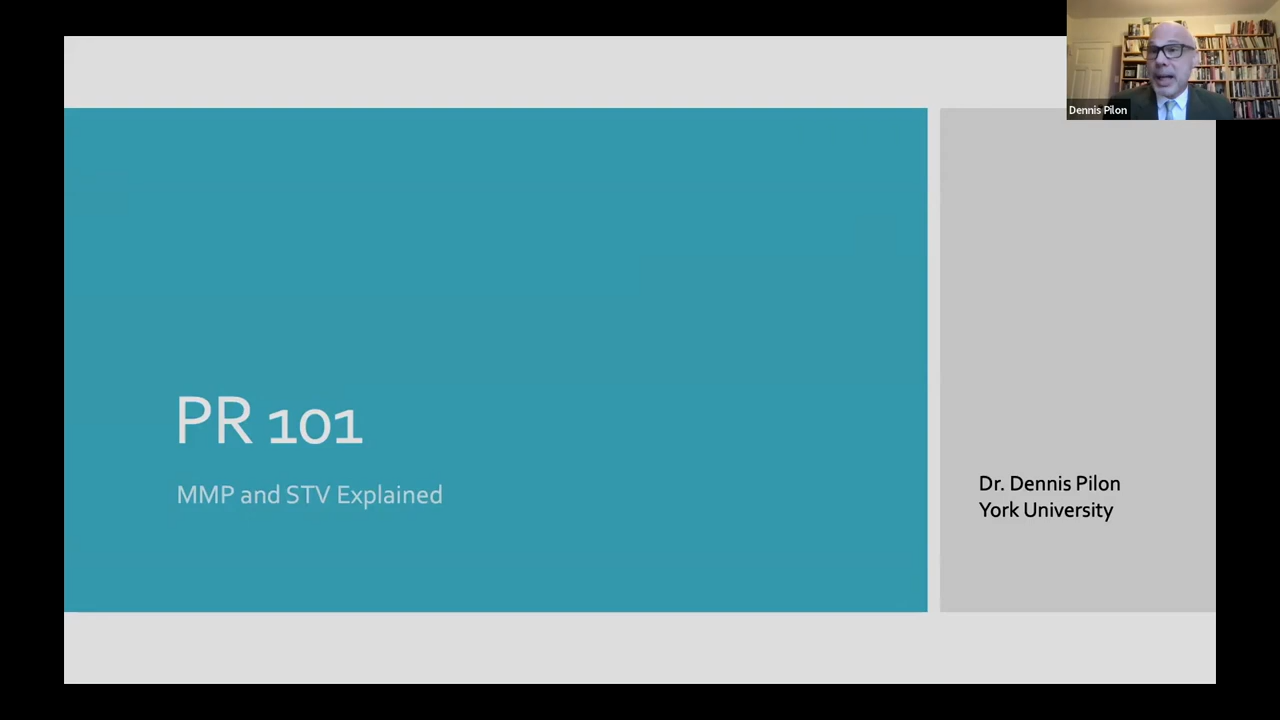 Dennis Pilon
PR 101
MMP and STV Explained
Dr. Dennis Pilon
York University